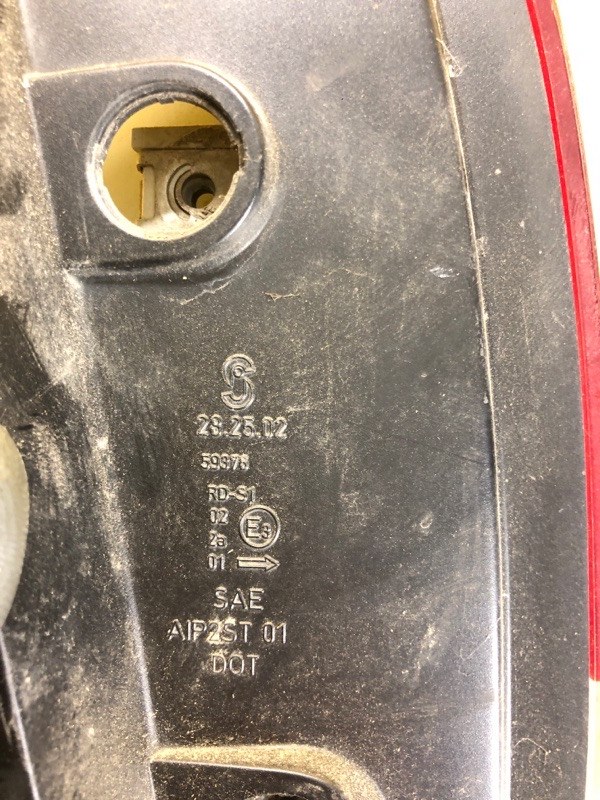 29.25.02
59978
RD-S1
02
2a E3
01
SAE
AIP2ST 01
DOT